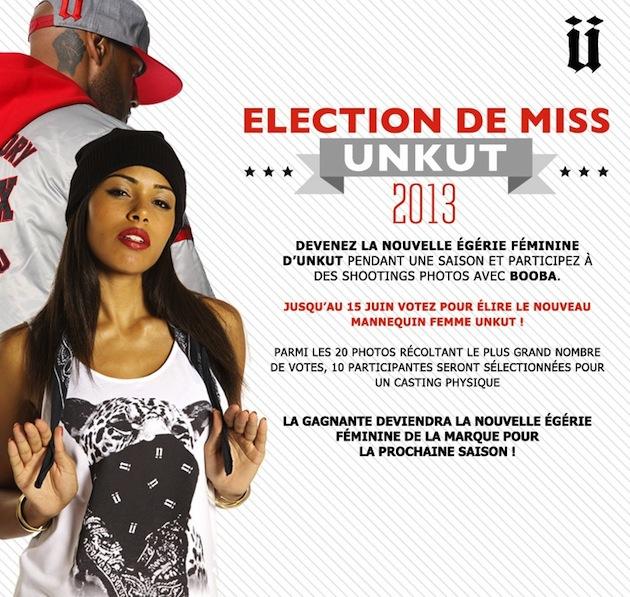 ü
ELECTION DE MISS
UNKUT
2013
DEVENEZ LA NOUVELLE ÉGÉRIE FÉMININE
D'UNKUT PENDANT UNE SAISON ET PARTICIPEZ À
DES SHOOTINGS PHOTOS AVEC BOOBA.
JUSQU'AU 15 JUIN VOTEZ POUR ÉLIRE LE NOUVEAU
MANNEQUIN FEMME UNKUT !
PARMI LES 20 PHOTOS RÉCOLTANT LE PLUS GRAND NOMBRE
DE VOTES, 10 PARTICIPANTES SERONT SÉLECTIONNÉES POUR
UN CASTING PHYSIQUE
LA GAGNANTE DEVIENDRA LA NOUVELLE ÉGÉRIE
FÉMININE DE LA MARQUE POUR
LA PROCHAINE SAISON !